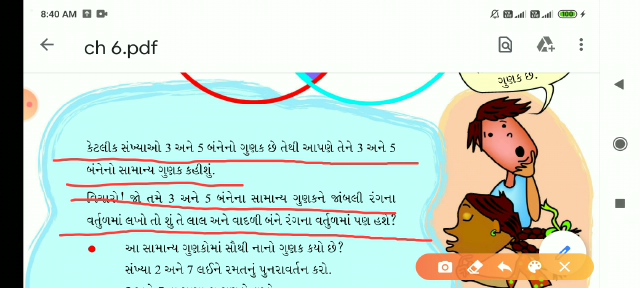 8:40 AM
100
ch 6.pdf
ગુણક છે.
કેટલીક સંખ્યાઓ 3 અને 5 બંનેનો ગુણક છે તેથી આપણે તેને 3 અને 5
બંનેનો સામાન્ય ગુણક કહીશું.
વિચારો! જો તમે 3 અને 5 બંનેના સામાન્ય ગુણકને જાંબલી રંગના
વર્તુળમાં લખો તો શું તે લાલ અને વાદળી બંને રંગના વર્તુળમાં પણ હશે?
• આ સામાન્ય ગુણકોમાં સૌથી નાનો ગુણક કયો છે?
સંખ્યા 2 અને 7 લઈને રમતનું પુનરાવર્તન કરો.